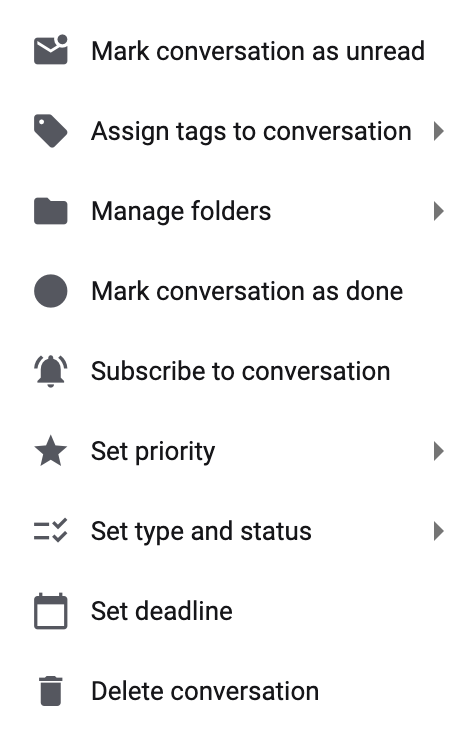 Mark conversation as unread
Assign tags to conversation
Manage folders
Mark conversation as done
Subscribe to conversation
Set priority
Set type and status
Set deadline
Delete conversation